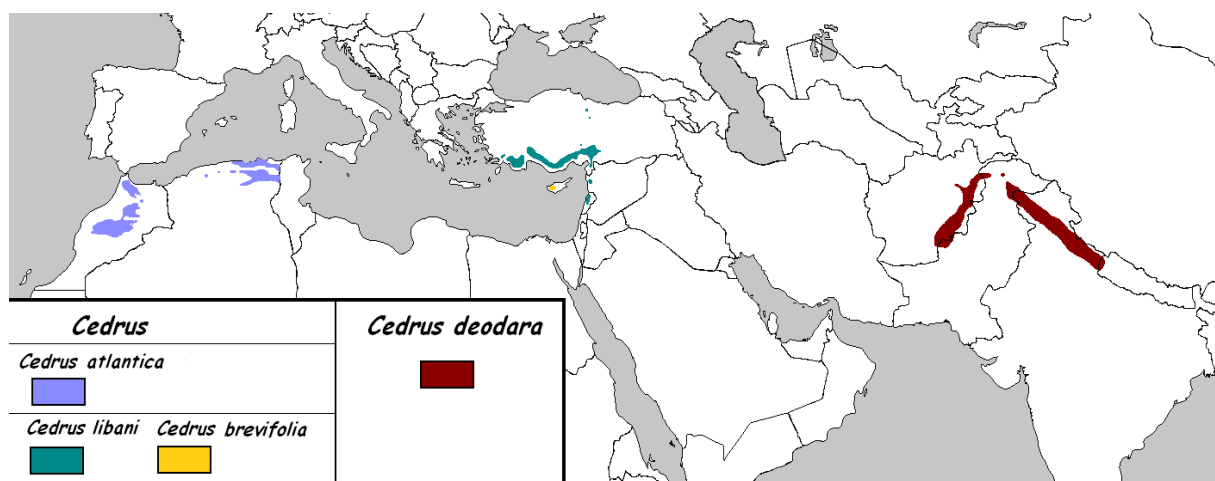 Cedrus
Cedrus deodara
Cedrus atlantica
Cedrus libani
Cedrus brevifolia